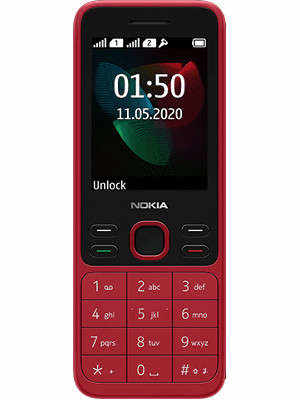 1 2
01:50
11.05.2020
Unlock
NOKIA
1 2 abc 3 def
4 ghi 5 jkl 6 mno
7 pqrs 8 tuv 9 wxyz
* + 0 # ⇧